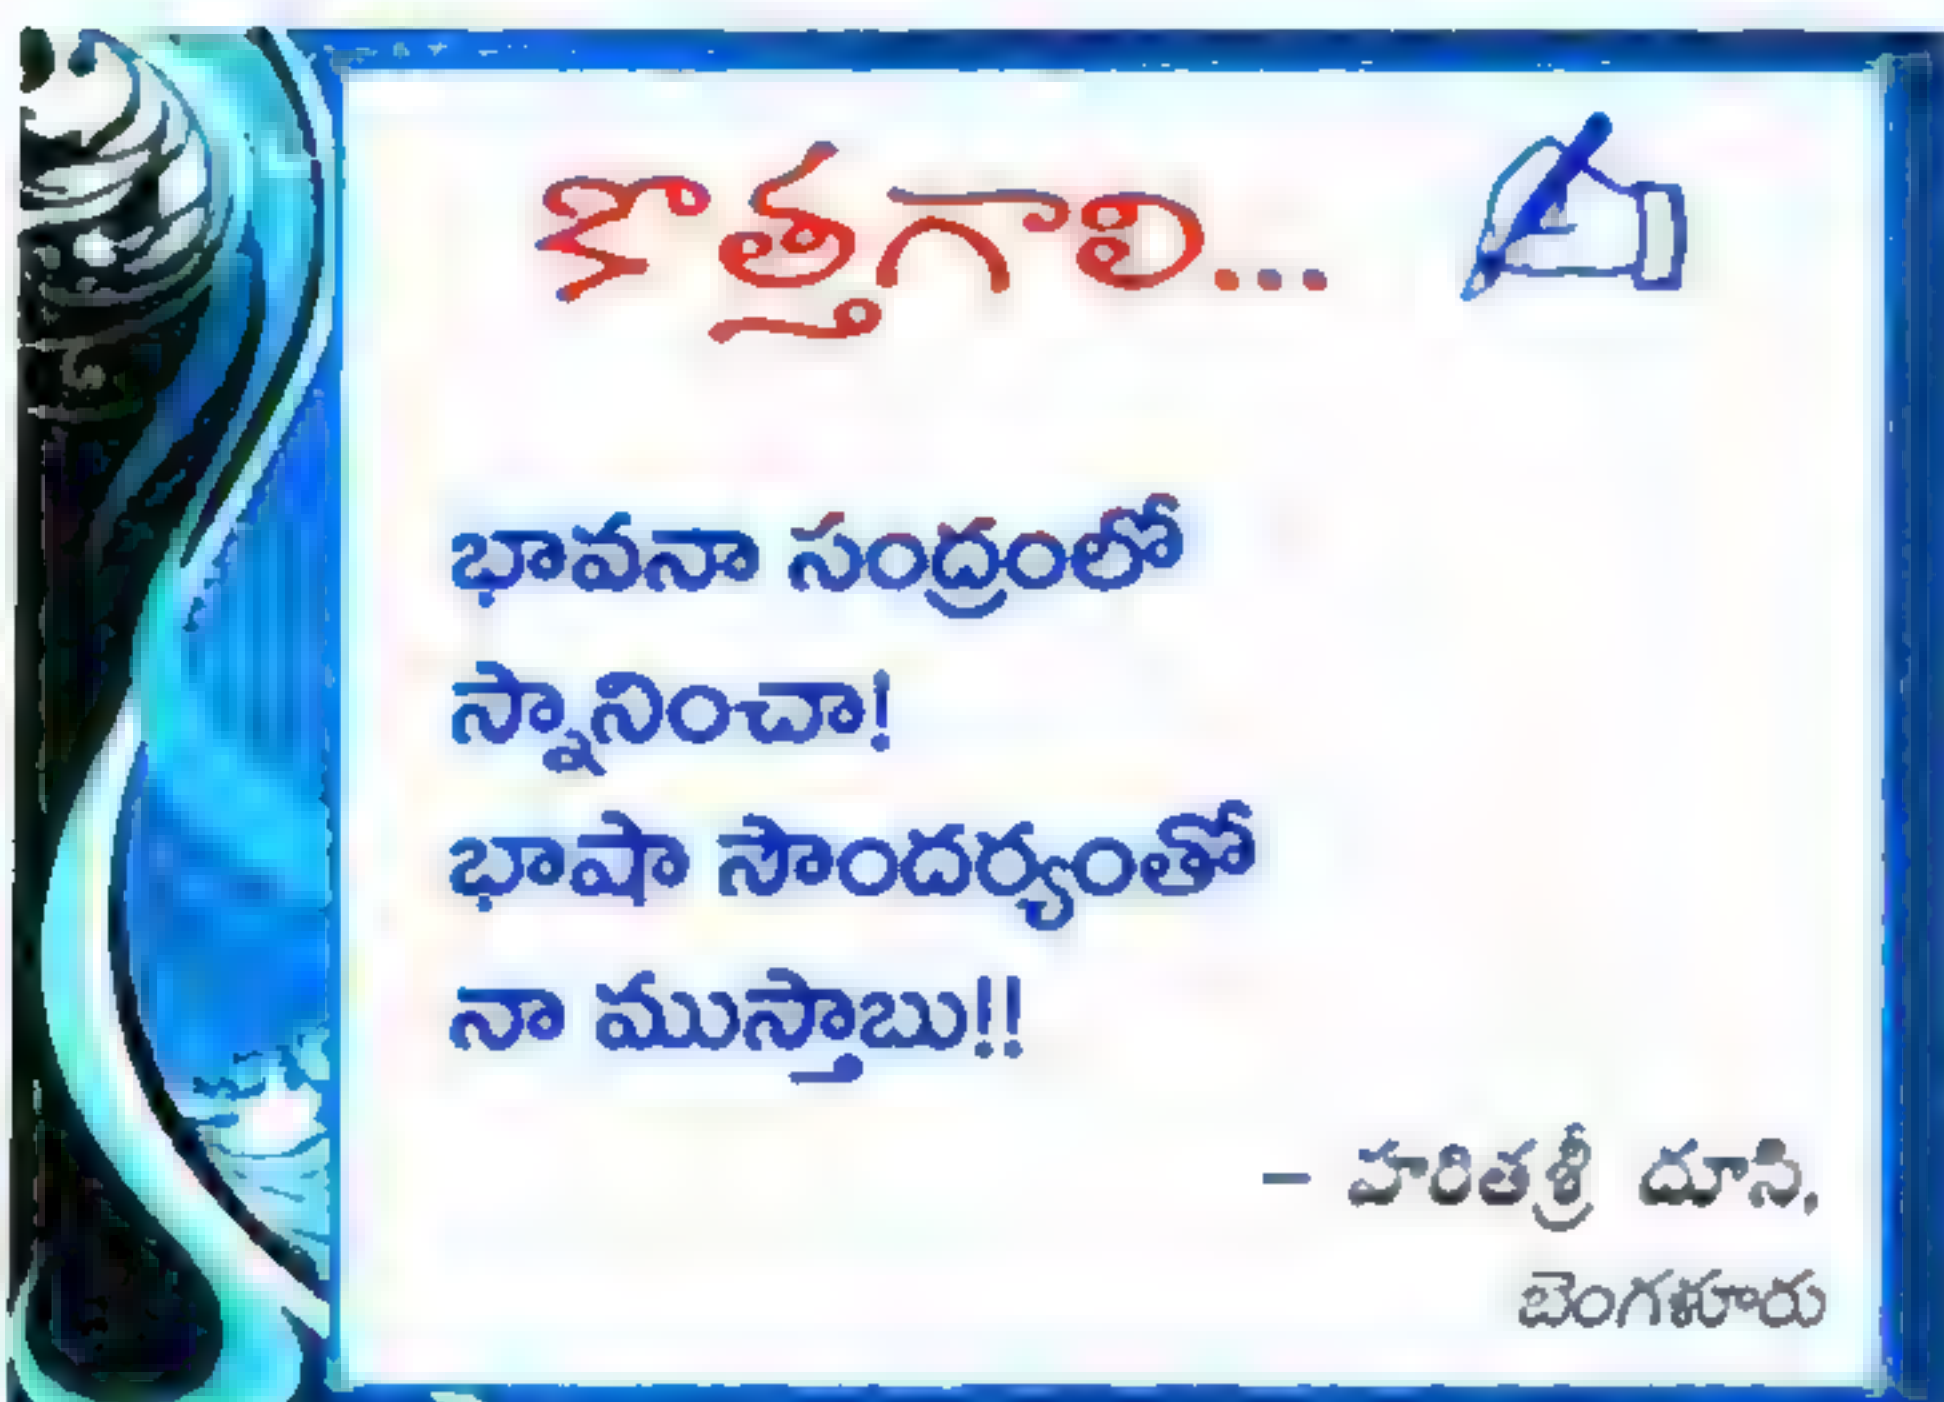 కొత్తగాలి...
భావనా సంద్రంలో
స్నానించా!
భాషా సౌందర్యంతో
నా ముస్తాబు!!
– హరితశ్రీ దూసి,
బెంగళూరు